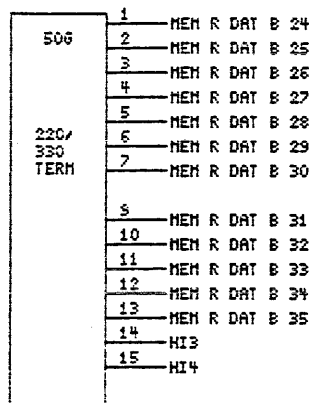 50G
220/
330
TERM
1 MEM R DAT B 24
2 MEM R DAT B 25
3 MEM R DAT B 26
4 MEM R DAT B 27
5 MEM R DAT B 28
6 MEM R DAT B 29
7 MEM R DAT B 30
9 MEM R DAT B 31
10 MEM R DAT B 32
11 MEM R DAT B 33
12 MEM R DAT B 34
13 MEM R DAT B 35
14 HI3
15 HI4